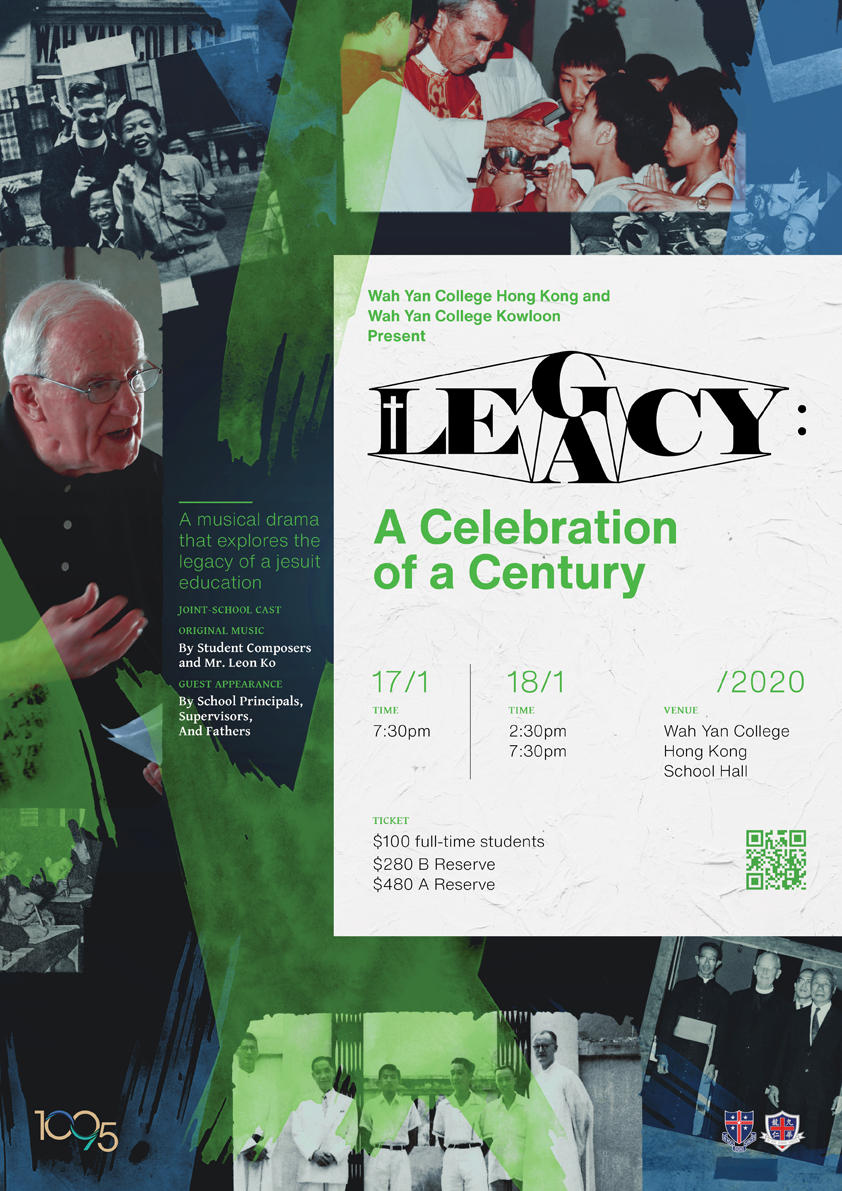 WAH YAN COLLEGE
Wah Yan College Hong Kong and
Wah Yan College Kowloon
Present
LEGACY:
A Celebration
of a Century
A musical drama
that explores the
legacy of a jesuit
education
JOINT-SCHOOL CAST
ORIGINAL MUSIC
By Student Composers
and Mr. Leon Ko
GUEST APPEARANCE
By School Principals,
Supervisors,
And Fathers
17/1
TIME
7:30pm
18/1
TIME
2:30pm
7:30pm
/2020
VENUE
Wah Yan College
Hong Kong
School Hall
TICKET
$100 full-time students
$280 B Reserve
$480 A Reserve
10095